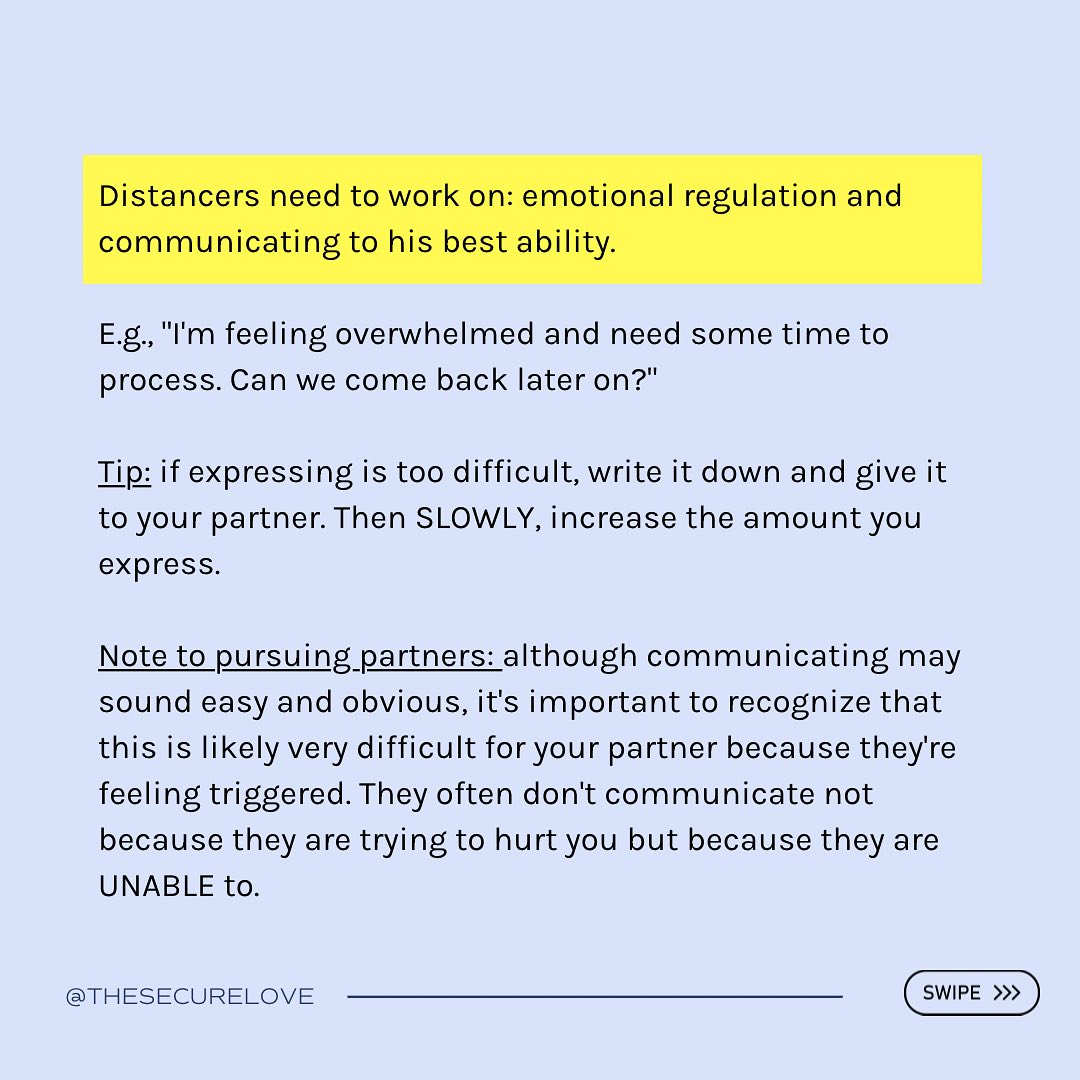 Distancers need to work on: emotional regulation and
communicating to his best ability.
E.g., "I'm feeling overwhelmed and need some time to
process. Can we come back later on?"
Tip: if expressing is too difficult, write it down and give it
to your partner. Then SLOWLY, increase the amount you
express.
Note to pursuing partners: although communicating may
sound easy and obvious, it's important to recognize that
this is likely very difficult for your partner because they're
feeling triggered. They often don't communicate not
because they are trying to hurt you but because they are
UNABLE to.
@THESECURELOVE
SWIPE >>>